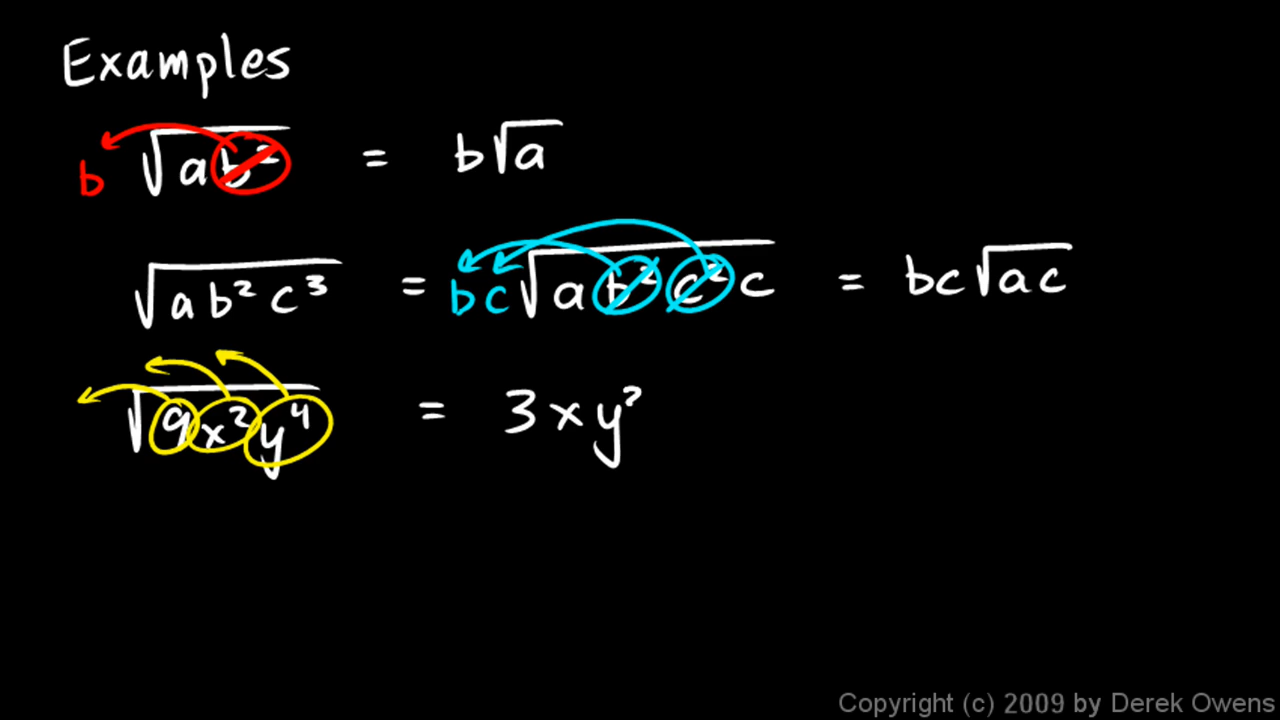 Examples
b √ab² = b√a
√ab²c³ = bc√ab²c²c = bc√ac
√9x²y⁴ = 3xy²
Copyright (c) 2009 by Derek Owens